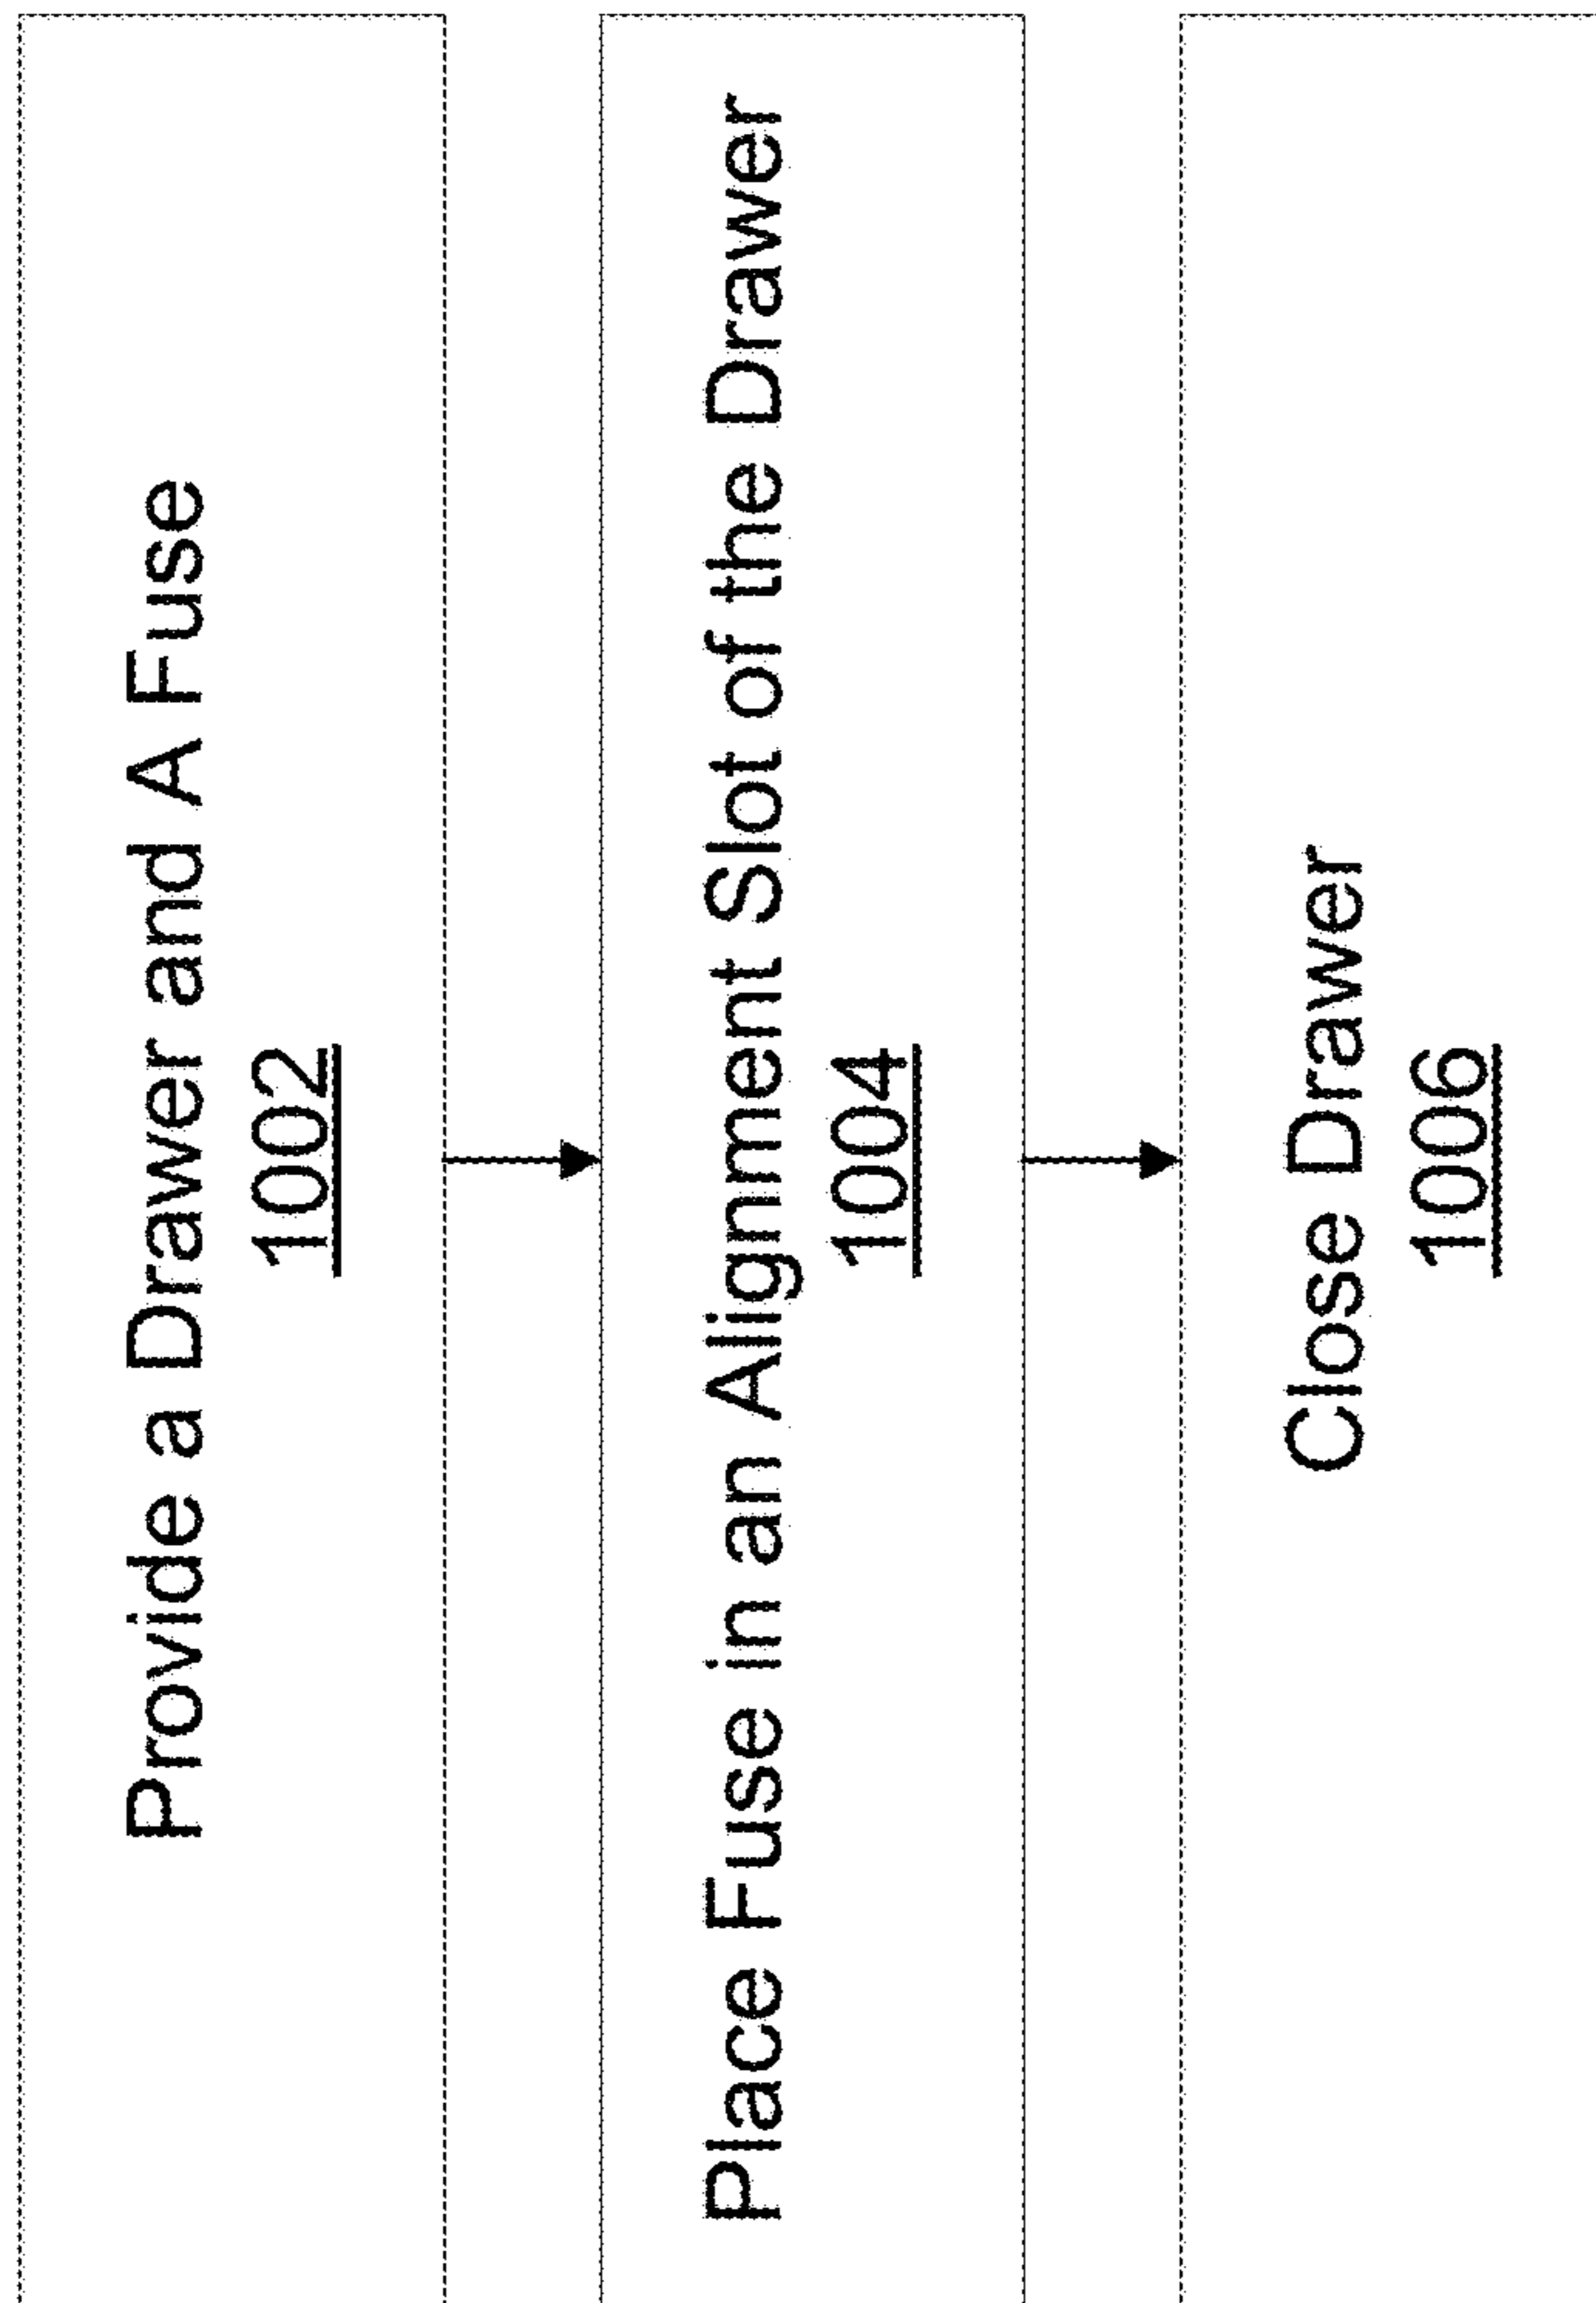 Provide a Drawer and A Fuse
1002
Place Fuse in an Alignment Slot of the Drawer
1004
Close Drawer
1006